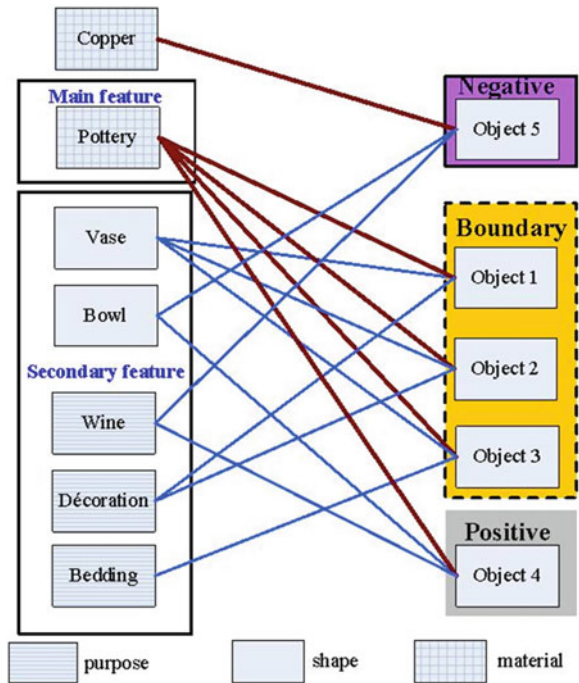 Copper
Main feature
Pottery
Vase
Bowl
Secondary feature
Wine
Décoration
Bedding
Negative
Object 5
Boundary
Object 1
Object 2
Object 3
Positive
Object 4
purpose
shape
material